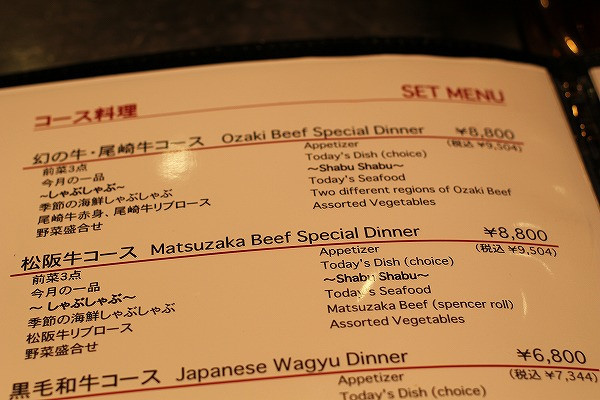 コース料理 SET MENU
幻の牛・尾崎牛コース Ozaki Beef Special Dinner ¥8,800
(税込 ¥9,504)
前菜3点 Appetizer
今月の一品 Today's Dish (choice)
～しゃぶしゃぶ～ ～Shabu Shabu～
季節の海鮮しゃぶしゃぶ Today's Seafood
尾崎牛赤身、尾崎牛リブロース Two different regions of Ozaki Beef
野菜盛合せ Assorted Vegetables
松阪牛コース Matsuzaka Beef Special Dinner ¥8,800
(税込 ¥9,504)
前菜3点 Appetizer
今月の一品 Today's Dish (choice)
～しゃぶしゃぶ～ ～Shabu Shabu～
季節の海鮮しゃぶしゃぶ Today's Seafood
松阪牛リブロース Matsuzaka Beef (spencer roll)
野菜盛合せ Assorted Vegetables
黒毛和牛コース Japanese Wagyu Dinner ¥6,800
(税込 ¥7,344)
Appetizer
Today's Dish (choice)